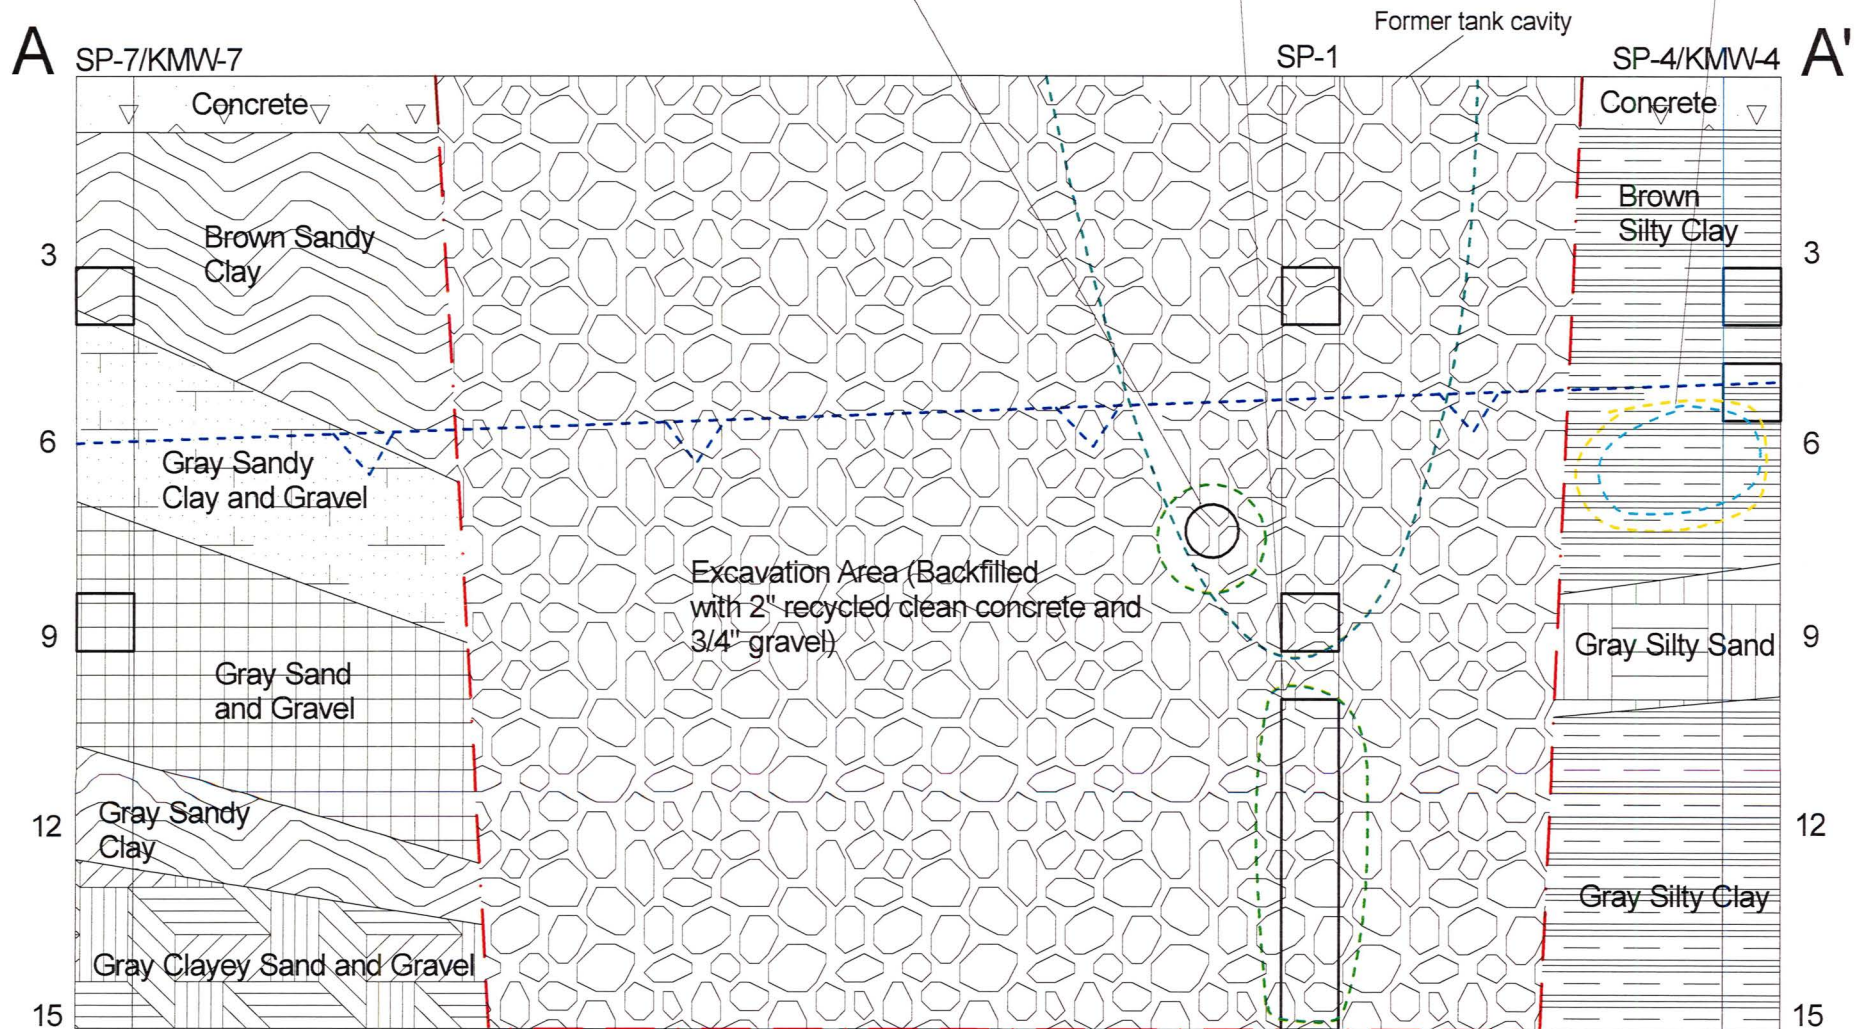 Former tank cavity
A
SP-7/KMW-7
SP-1
SP-4/KMW-4
A'
Concrete
Concrete
Brown Sandy
Clay
Brown
Silty Clay
3
3
6
6
Gray Sandy
Clay and Gravel
Excavation Area (Backfilled
with 2" recycled clean concrete and
3/4" gravel)
9
9
Gray Silty Sand
Gray Sand
and Gravel
Gray Sandy
Clay
12
12
Gray Silty Clay
Gray Clayey Sand and Gravel
15
15